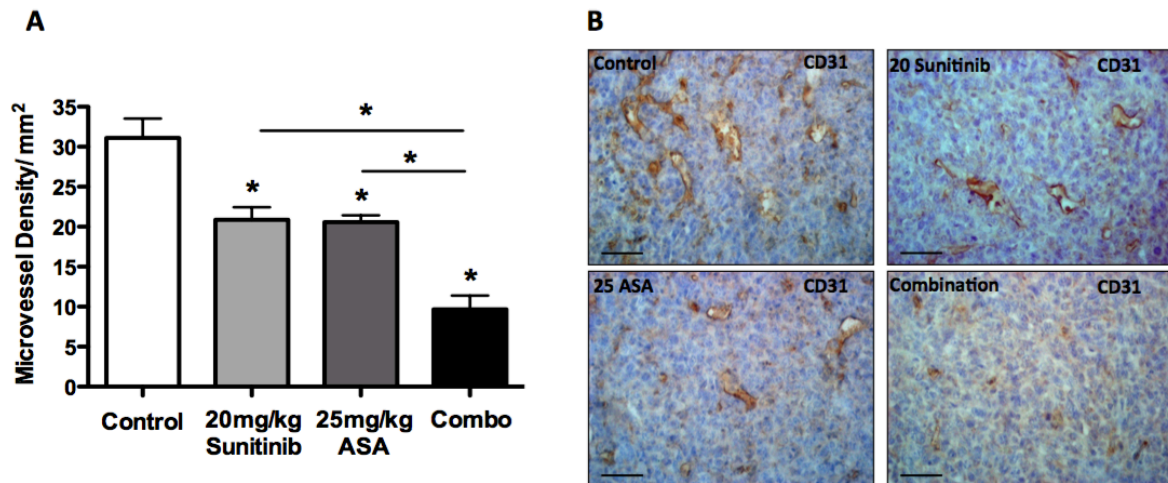 A
Microvessel Density/ mm²
35
30
25
20
15
10
5
0
*
*
*
*
*
Control
20mg/kg
Sunitinib
25mg/kg
ASA
Combo
B
Control CD31
20 Sunitinib CD31
25 ASA CD31
Combination CD31